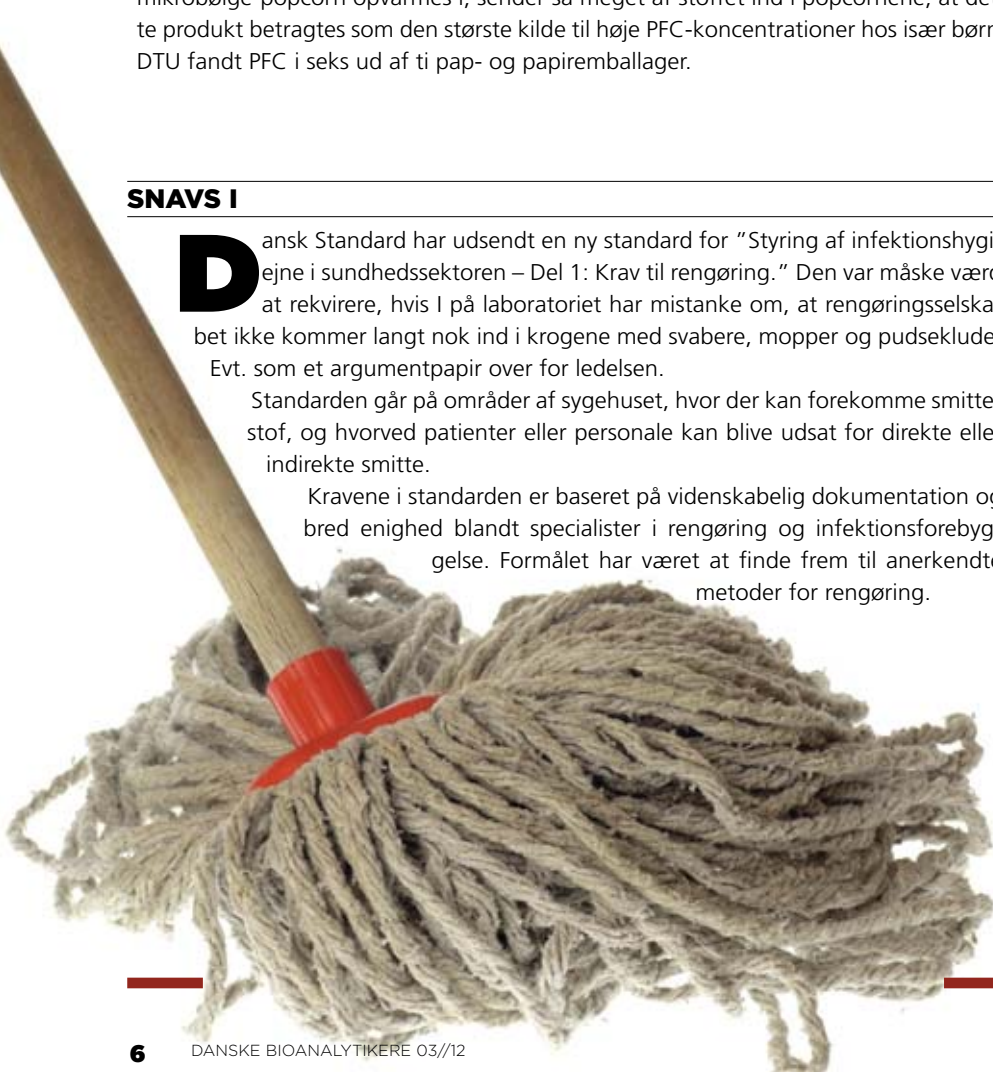 mikrobølge-popcorn opvarmes i, sender så meget af stoffet ind i popcornene, at de
te produkt betragtes som den største kilde til høje PFC-koncentrationer hos især børn
DTU fandt PFC i seks ud af ti pap- og papiremballager.
SNAVS I
Dansk Standard har udsendt en ny standard for ”Styring af infektionshygi
ejne i sundhedssektoren – Del 1: Krav til rengøring.” Den var måske værd
at rekvirere, hvis I på laboratoriet har mistanke om, at rengøringsselska
bet ikke kommer langt nok ind i krogene med svabere, mopper og pudseklude
Evt. som et argumentpapir over for ledelsen.
Standarden går på områder af sygehuset, hvor der kan forekomme smitte
stof, og hvorved patienter eller personale kan blive udsat for direkte elle
indirekte smitte.
Kravene i standarden er baseret på videnskabelig dokumentation og
bred enighed blandt specialister i rengøring og infektionsforebyg
gelse. Formålet har været at finde frem til anerkendte
metoder for rengøring.
6 DANSKE BIOANALYTIKERE 03//12